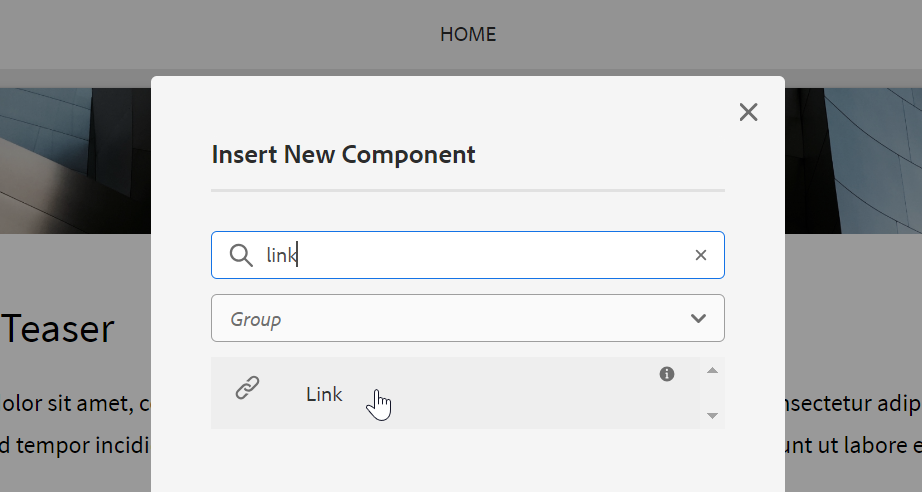 HOME
Insert New Component
link
Group
Link
Teaser
olor sit amet, c
nsectetur adip
d tempor incidi
unt ut labore e